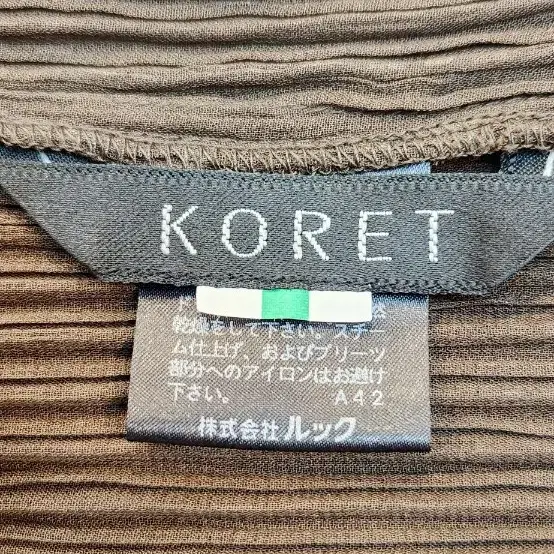 KORET
乾燥をして下さい。スチー
ム仕上げ、およびプリーツ
部分へのアイロンはお避け
下さい。 A42
株式会社 ルック